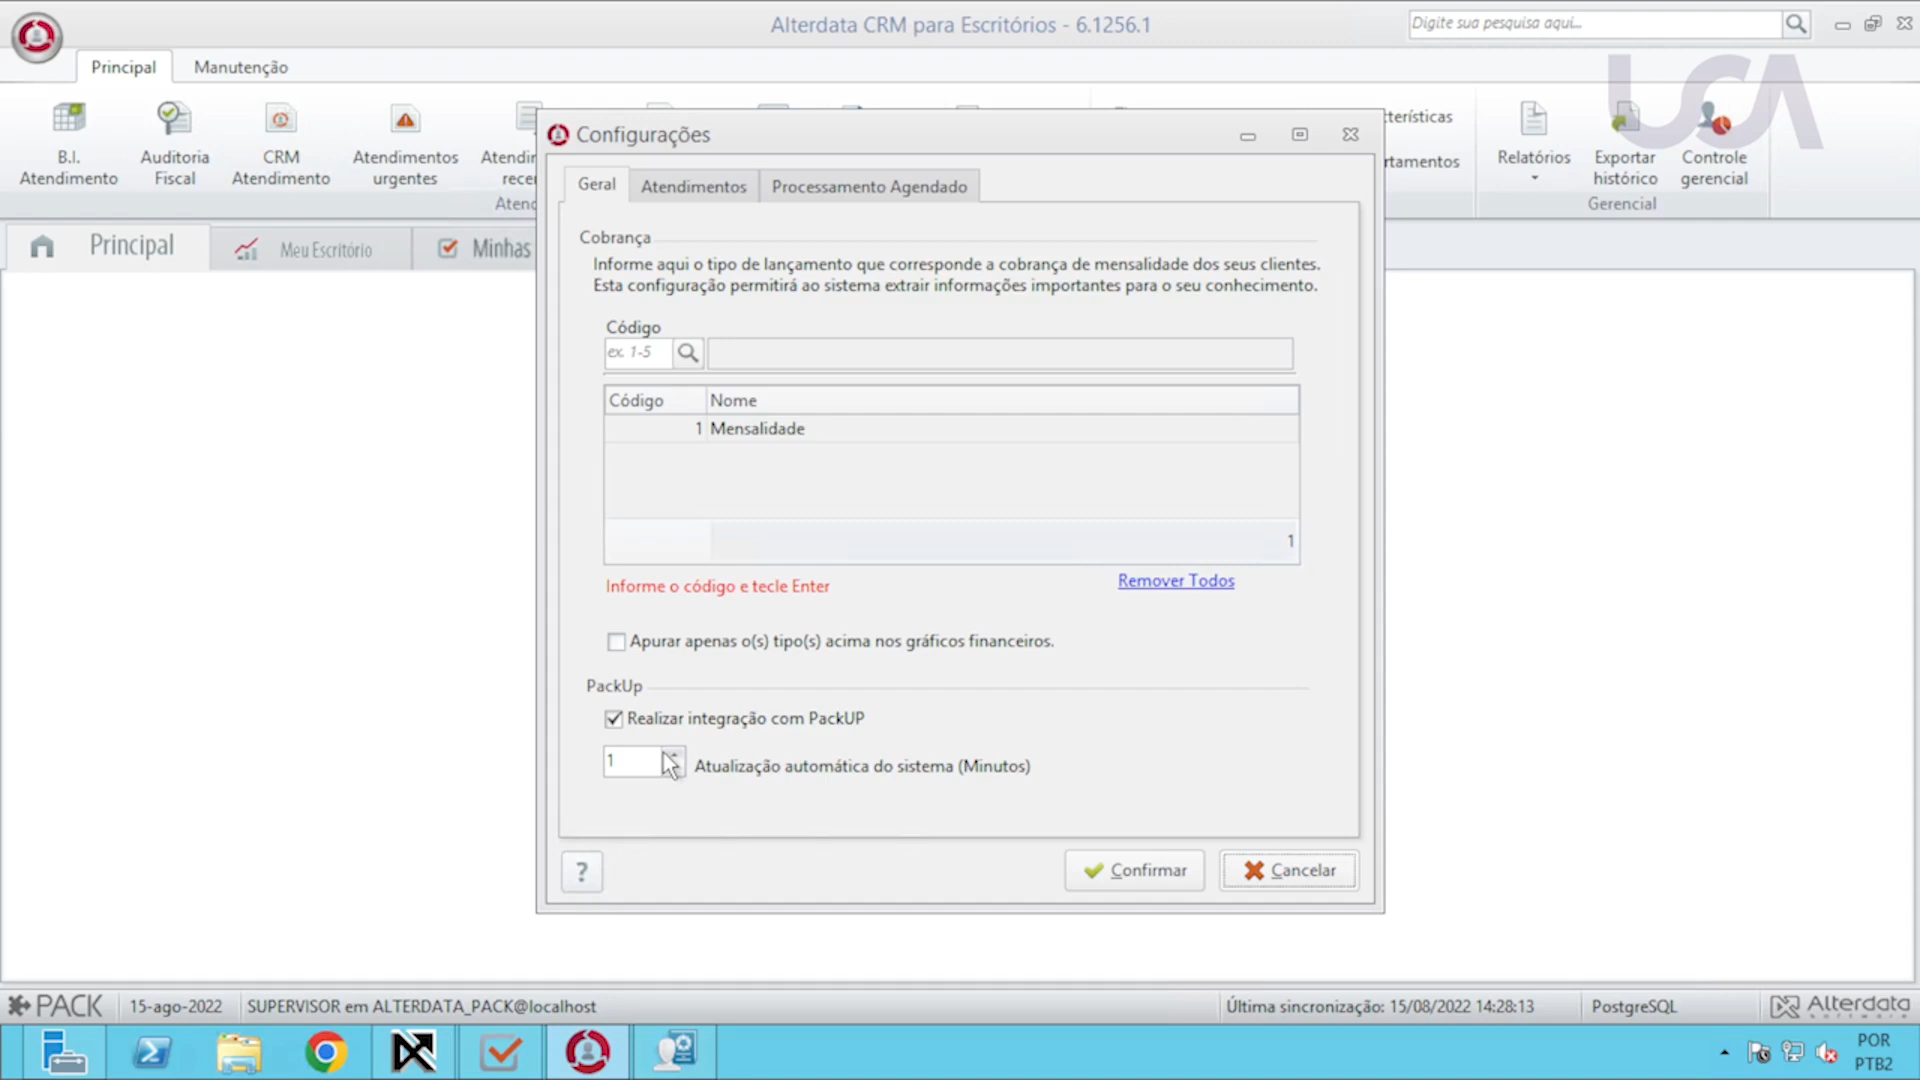 Alterdata CRM para Escritórios - 6.1256.1
Digite sua pesquisa aqui...
UCA
Principal
Manutenção
B.I. Atendimento
Auditoria Fiscal
CRM Atendimento
Atendimentos urgentes
Relatórios
Exportar histórico
Controle gerencial
Gerencial
Principal
Meu Escritório
Minhas
Configurações
Geral
Atendimentos
Processamento Agendado
Cobrança
Informe aqui o tipo de lançamento que corresponde a cobrança de mensalidade dos seus clientes.
Esta configuração permitirá ao sistema extrair informações importantes para o seu conhecimento.
Código
ex. 1-5
Código Nome
1 Mensalidade
1
Informe o código e tecle Enter
Remover Todos
Apurar apenas o(s) tipo(s) acima nos gráficos financeiros.
PackUp
Realizar integração com PackUP
1 Atualização automática do sistema (Minutos)
?
Confirmar
Cancelar
PACK
15-ago-2022
SUPERVISOR em ALTERDATA_PACK@localhost
Última sincronização: 15/08/2022 14:28:13
PostgreSQL
Alterdata
software
POR
PTB2